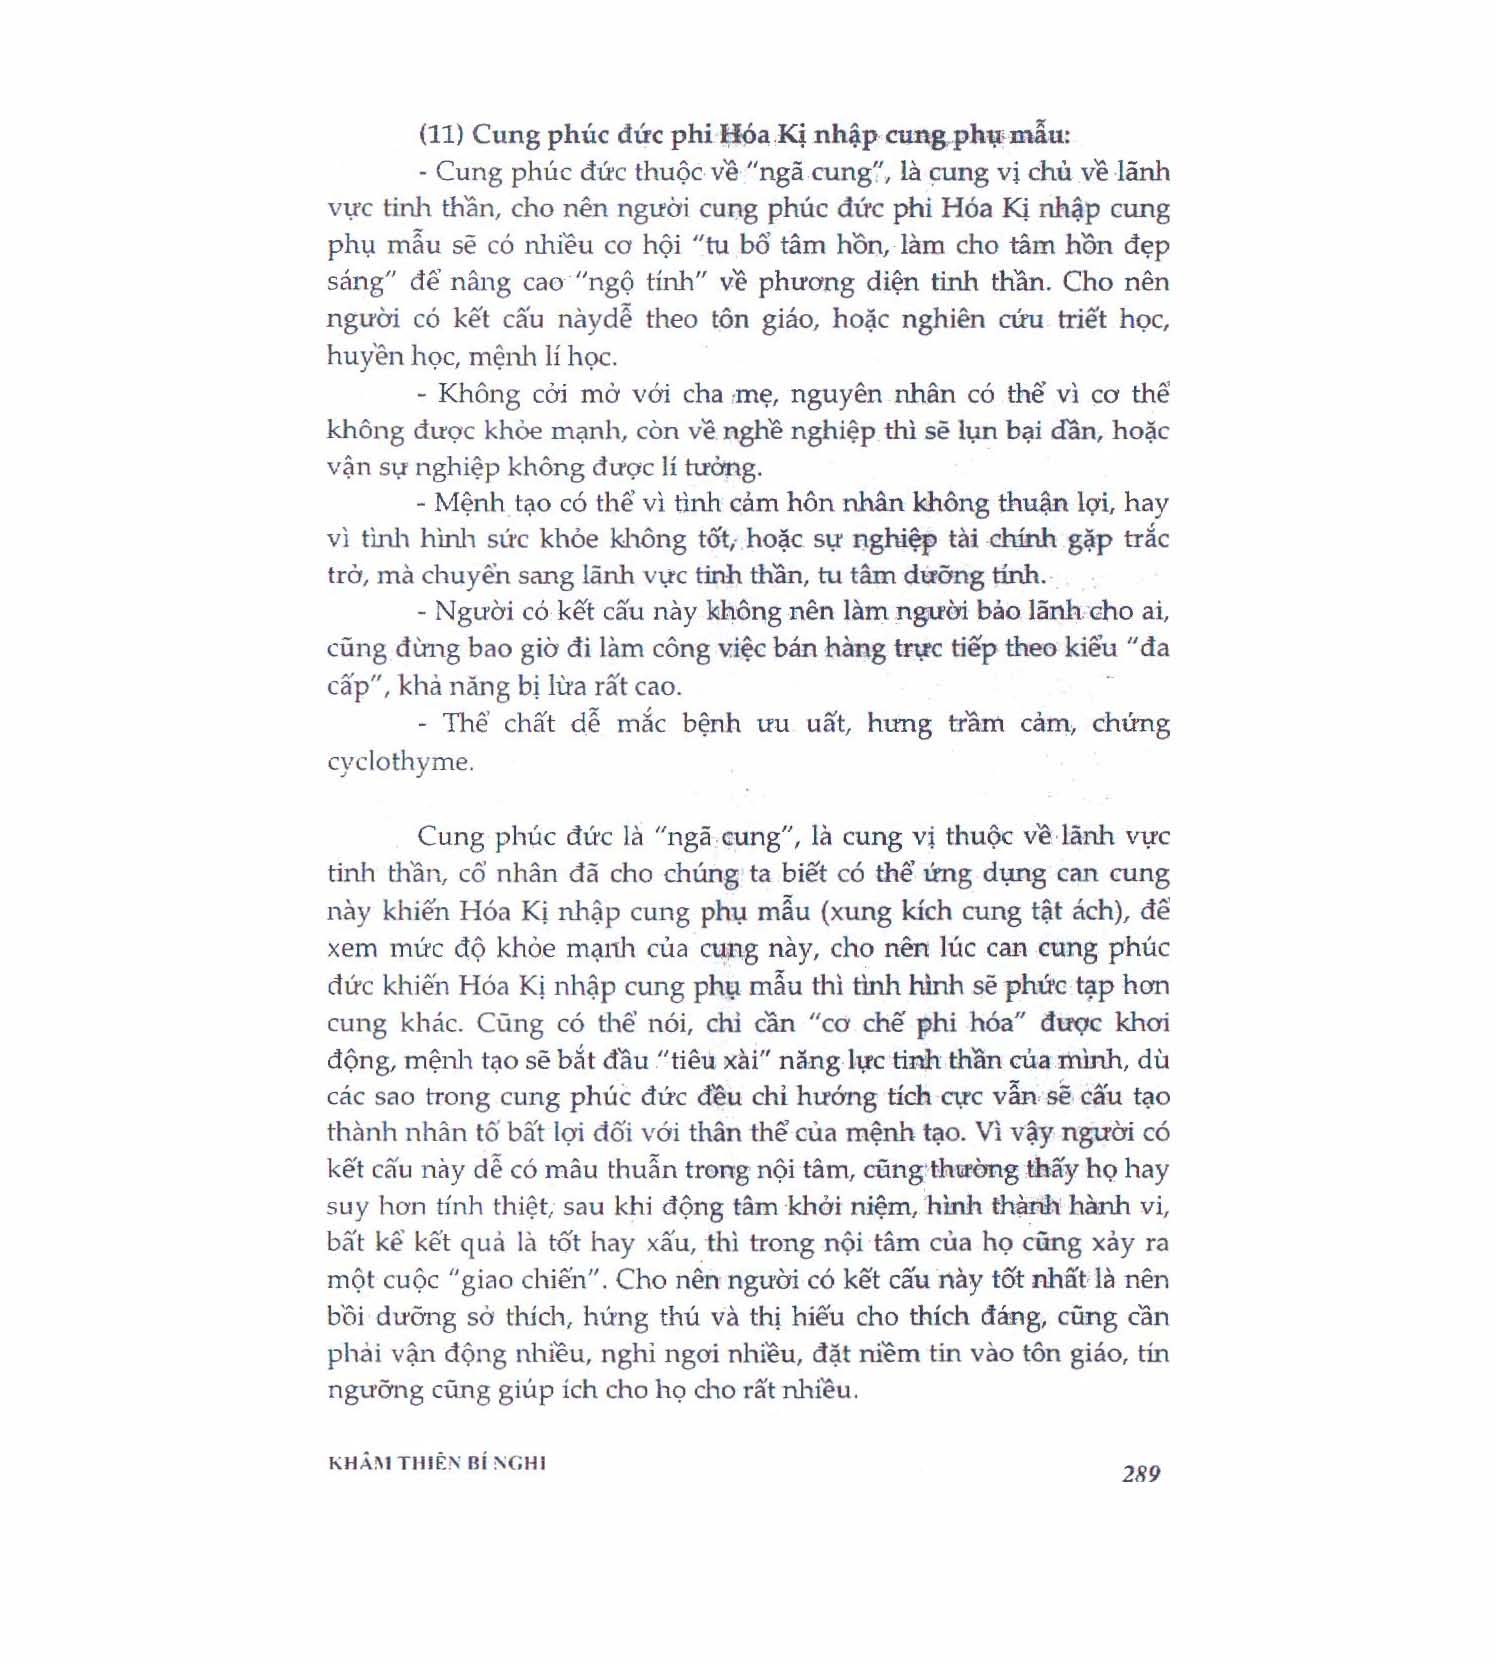 (11) Cung phúc đức phi Hóa Kị nhập cung phụ mẫu:
- Cung phúc đức thuộc về "ngã cung", là cung vị chủ về lãnh
vực tinh thần, cho nên người cung phúc đức phi Hóa Kị nhập cung
phụ mẫu sẽ có nhiều cơ hội "tu bổ tâm hồn, làm cho tâm hồn đẹp
sáng" để nâng cao "ngộ tính" về phương diện tinh thần. Cho nên
người có kết cấu nàydễ theo tôn giáo, hoặc nghiên cứu triết học,
huyền học, mệnh lí học.
- Không cởi mở với cha mẹ, nguyên nhân có thể vì cơ thể
không được khỏe mạnh, còn về nghề nghiệp thì sẽ lụn bại dần, hoặc
vận sự nghiệp không được lí tưởng.
- Mệnh tạo có thể vì tình cảm hôn nhân không thuận lợi, hay
vì tình hình sức khỏe không tốt, hoặc sự nghiệp tài chính gặp trắc
trở, mà chuyển sang lãnh vực tinh thần, tu tâm dưỡng tính.
- Người có kết cấu này không nên làm người bảo lãnh cho ai,
cũng đừng bao giờ đi làm công việc bán hàng trực tiếp theo kiểu "đa
cấp", khả năng bị lừa rất cao.
- Thể chất dễ mắc bệnh ưu uất, hưng trầm cảm, chứng
cyclothyme.
Cung phúc đức là "ngã cung", là cung vị thuộc về lãnh vực
tinh thần, cổ nhân đã cho chúng ta biết có thể ứng dụng can cung
này khiến Hóa Kị nhập cung phụ mẫu (xung kích cung tật ách), để
xem mức độ khỏe mạnh của cung này, cho nên lúc can cung phúc
đức khiến Hóa Kị nhập cung phụ mẫu thì tình hình sẽ phức tạp hơn
cung khác. Cũng có thể nói, chỉ cần "cơ chế phi hóa" được khơi
động, mệnh tạo sẽ bắt đầu "tiêu xài" năng lực tinh thần của mình, dù
các sao trong cung phúc đức đều chỉ hướng tích cực vẫn sẽ cấu tạo
thành nhân tố bất lợi đối với thân thể của mệnh tạo. Vì vậy người có
kết cấu này dễ có mâu thuẫn trong nội tâm, cũng thường thấy họ hay
suy hơn tính thiệt, sau khi động tâm khởi niệm, hình thành hành vi,
bất kể kết quả là tốt hay xấu, thì trong nội tâm của họ cũng xảy ra
một cuộc "giao chiến". Cho nên người có kết cấu này tốt nhất là nên
bồi dưỡng sở thích, hứng thú và thị hiếu cho thích đáng, cũng cần
phải vận động nhiều, nghỉ ngơi nhiều, đặt niềm tin vào tôn giáo, tín
ngưỡng cũng giúp ích cho họ cho rất nhiều.
KHÂM THIÊN BÍ NGHI
289